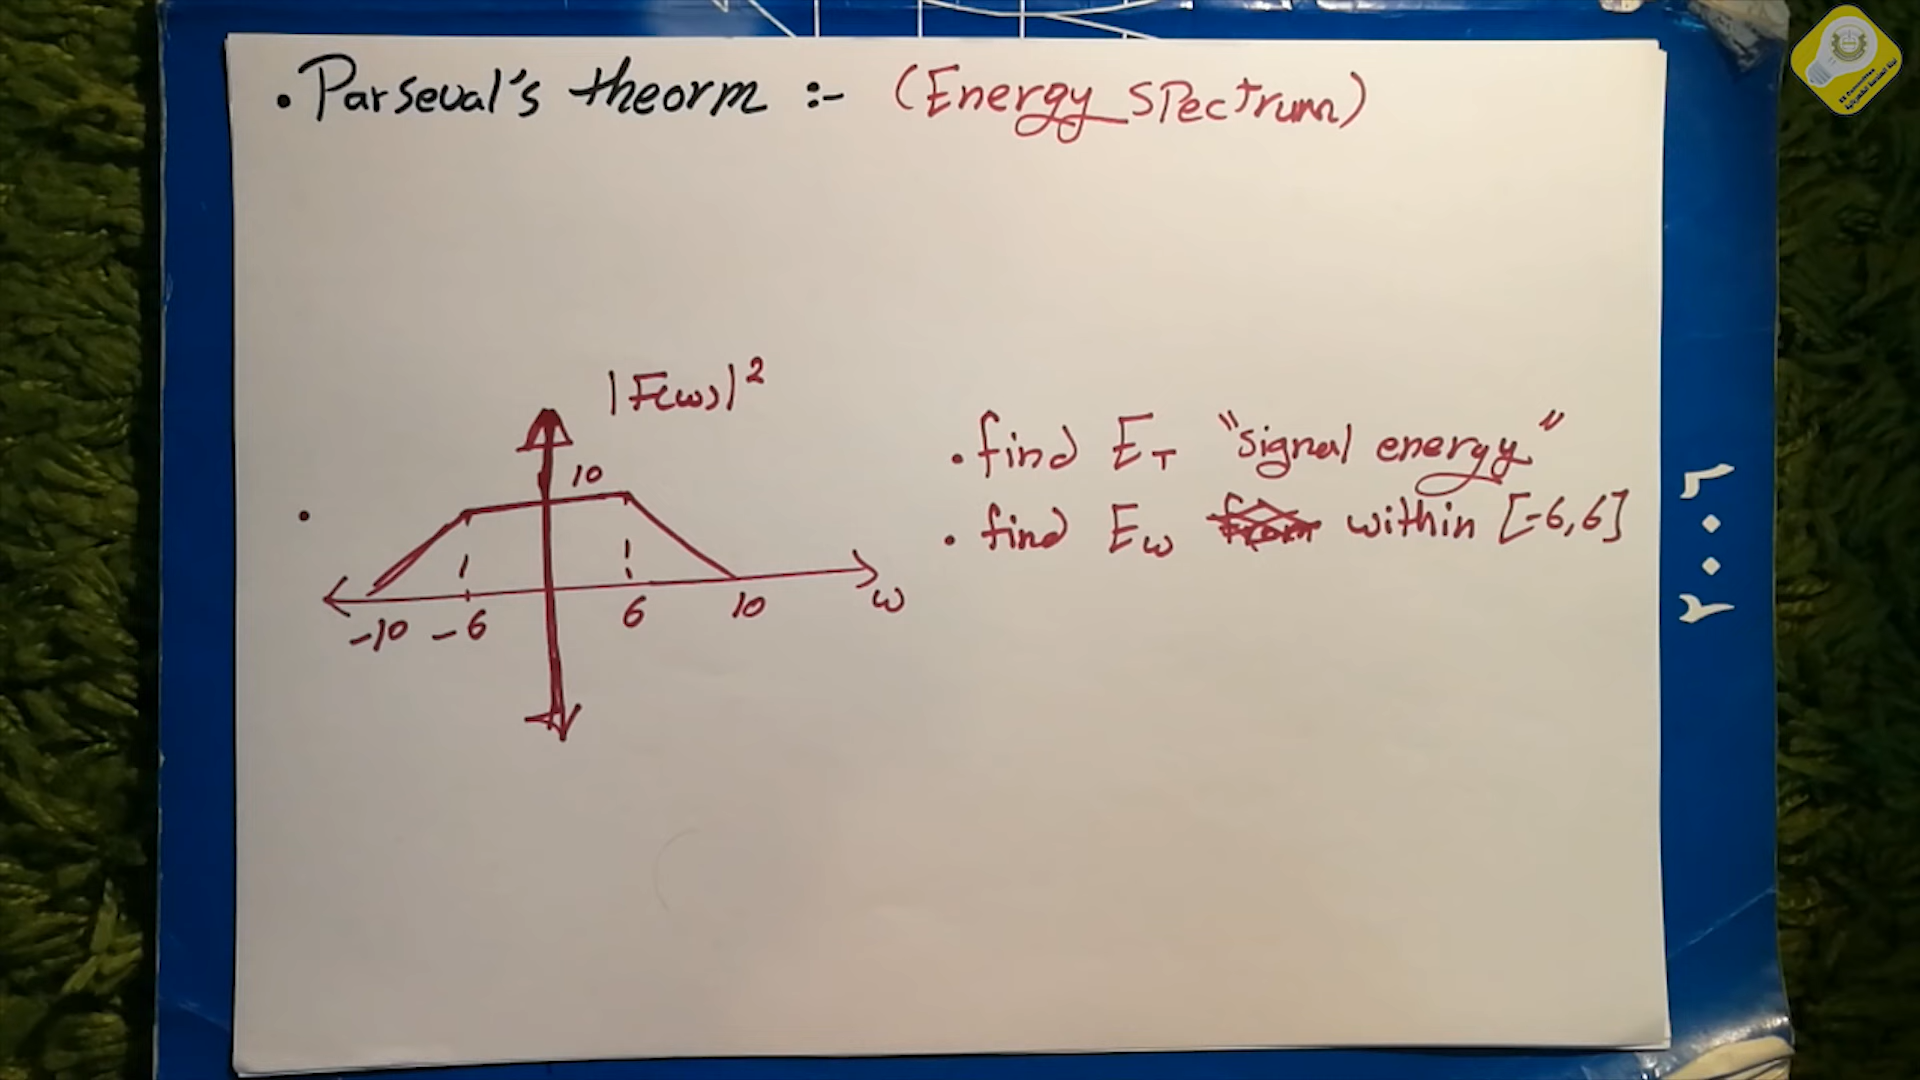 • Parseval's theorm :- (Energy SPectrum)
|F(ω)|²
10
-10 -6 6 10 ω
• find E_T "signal energy"
• find E_ω within [-6,6]
٢٠٠٦